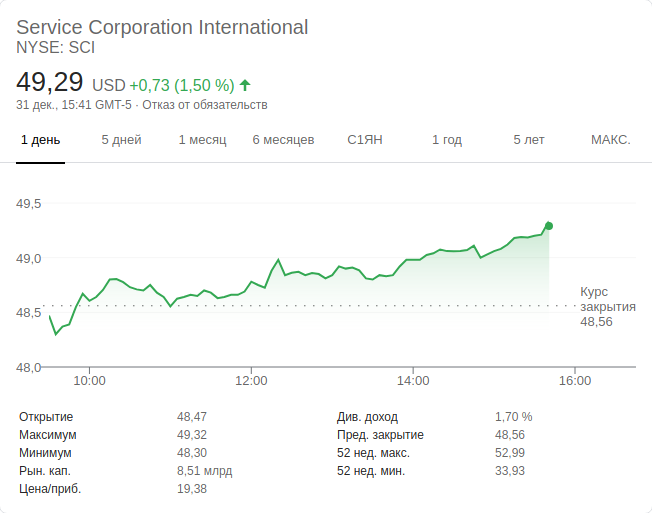 Service Corporation International
NYSE: SCI
49,29 USD +0,73 (1,50 %)
31 дек., 15:41 GMT-5 · Отказ от обязательств
1 день 5 дней 1 месяц 6 месяцев С1ЯН 1 год 5 лет МАКС.
49,5
49,0
48,5
48,0
Курс
закрытия
48,56
10:00 12:00 14:00 16:00
Открытие 48,47 Див. доход 1,70 %
Максимум 49,32 Пред. закрытие 48,56
Минимум 48,30 52 нед. макс. 52,99
Рын. кап. 8,51 млрд 52 нед. мин. 33,93
Цена/приб. 19,38